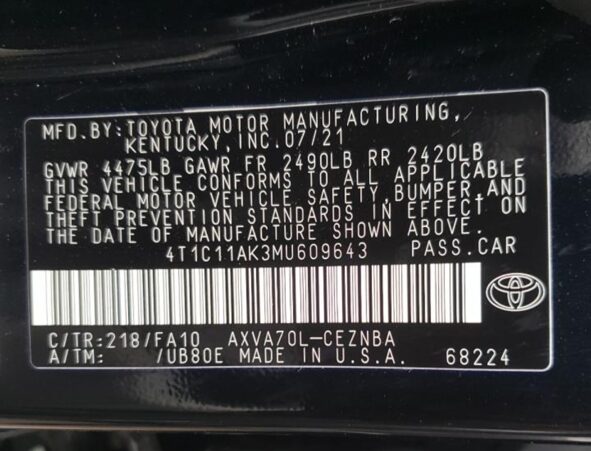 MFD.BY:TOYOTA MOTOR MANUFACTURING,
KENTUCKY, INC. 07/21
GVWR 4475LB GAWR FR 2490LB RR 2420LB
THIS VEHICLE CONFORMS TO ALL APPLICABLE
FEDERAL MOTOR VEHICLE SAFETY, BUMPER, AND
THEFT PREVENTION STANDARDS IN EFFECT ON
THE DATE OF MANUFACTURE SHOWN ABOVE.
4T1C11AK3MU609643 PASS.CAR
C/TR:218/FA10 AXVA70L-CEZNBA
A/TM: /UB80E MADE IN U.S.A. 68224